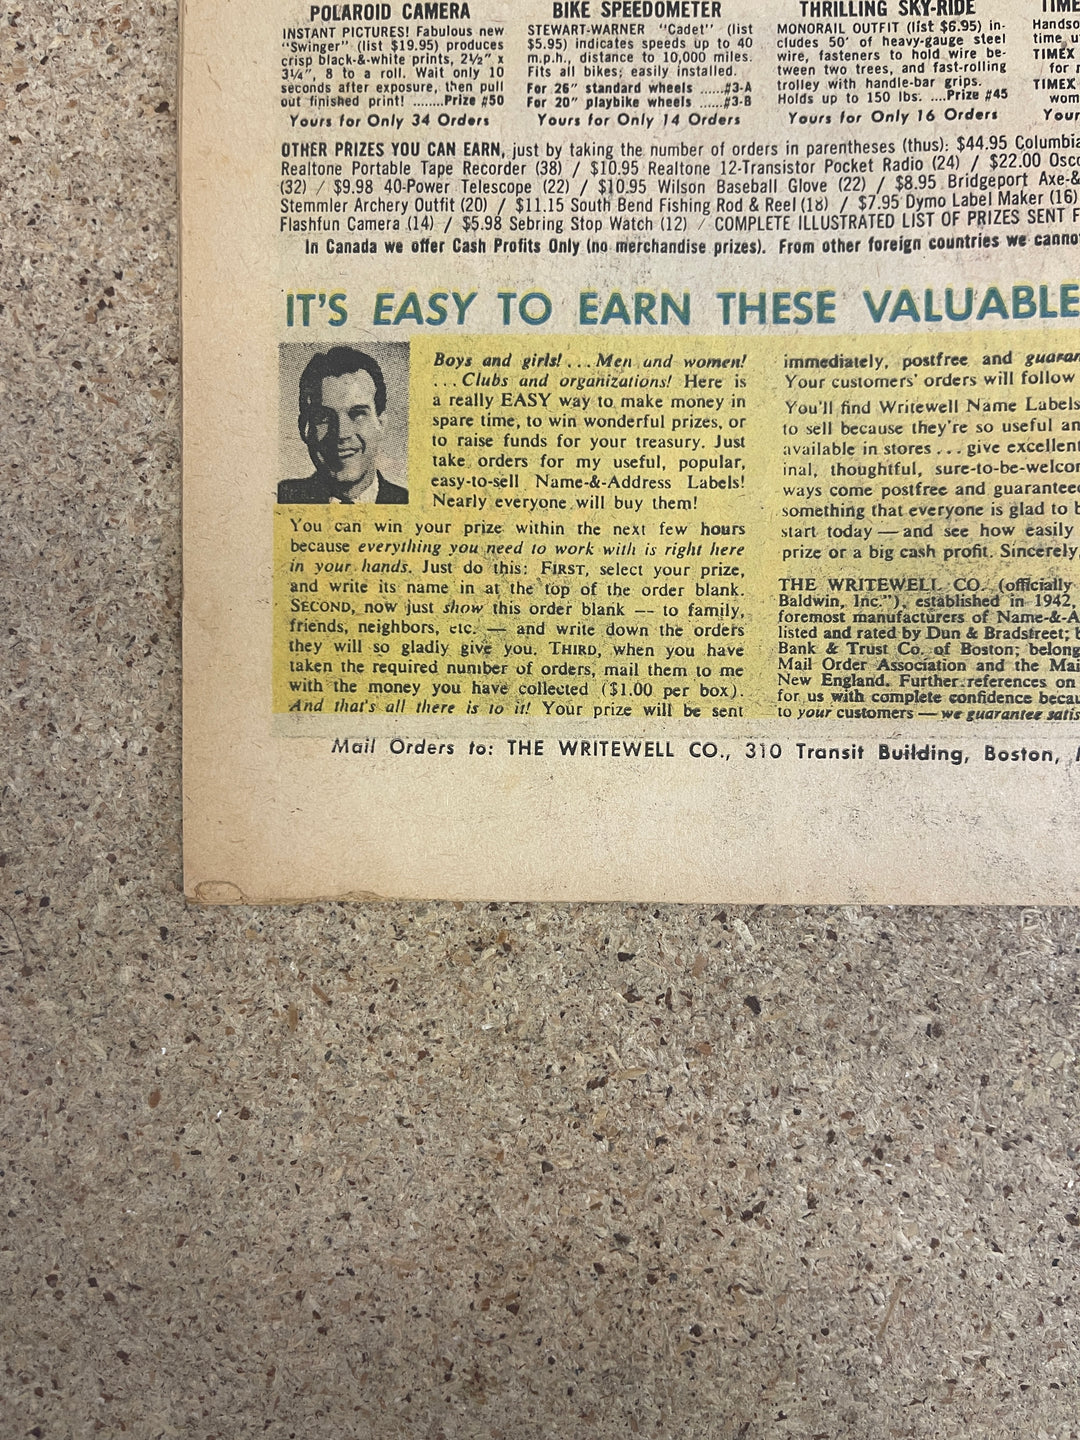 POLAROID CAMERA
INSTANT PICTURES! Fabulous new
"Swinger" (list $19.95) produces
crisp black-&-white prints, 2½" x
3¼", 8 to a roll. Wait only 10
seconds after exposure, then pull
out finished print! ........Prize #50
Yours for Only 34 Orders
BIKE SPEEDOMETER
STEWART-WARNER "Cadet" (list
$5.95) indicates speeds up to 40
m.p.h., distance to 10,000 miles.
Fits all bikes; easily installed.
For 26" standard wheels ......#3-A
For 20" playbike wheels ......#3-B
Yours for Only 14 Orders
THRILLING SKY-RIDE
MONORAIL OUTFIT (list $6.95) in-
cludes 50' of heavy-gauge steel
wire, fasteners to hold wire be-
tween two trees, and fast-rolling
trolley with handle-bar grips.
Holds up to 150 lbs. ....Prize #45
Yours for Only 16 Orders
TIME
Handso
time u
TIMEX
for
TIMEX
wom
Your
OTHER PRIZES YOU CAN EARN, just by taking the number of orders in parentheses (thus): $44.95 Columbia
Realtone Portable Tape Recorder (38) / $10.95 Realtone 12-Transistor Pocket Radio (24) / $22.00 Osco
(32) / $9.98 40-Power Telescope (22) / $10.95 Wilson Baseball Glove (22) / $8.95 Bridgeport Axe-&
Stemmler Archery Outfit (20) / $11.15 South Bend Fishing Rod & Reel (18) / $7.95 Dymo Label Maker (16)
Flashfun Camera (14) / $5.98 Sebring Stop Watch (12) / COMPLETE ILLUSTRATED LIST OF PRIZES SENT F
In Canada we offer Cash Profits Only (no merchandise prizes). From other foreign countries we canno
IT'S EASY TO EARN THESE VALUABLE
Boys and girls! ... Men and women!
... Clubs and organizations! Here is
a really EASY way to make money in
spare time, to win wonderful prizes, or
to raise funds for your treasury. Just
take orders for my useful, popular,
easy-to-sell Name-&-Address Labels!
Nearly everyone will buy them!
You can win your prize within the next few hours
because everything you need to work with is right here
in your hands. Just do this: FIRST, select your prize,
and write its name in at the top of the order blank.
SECOND, now just show this order blank — to family,
friends, neighbors, etc. — and write down the orders
they will so gladly give you. THIRD, when you have
taken the required number of orders, mail them to me
with the money you have collected ($1.00 per box).
And that's all there is to it! Your prize will be sent
immediately, postfree and guaran
Your customers' orders will follow
You'll find Writewell Name Labels
to sell because they're so useful an
available in stores ... give excellent
inal, thoughtful, sure-to-be-welcor
ways come postfree and guarantee
something that everyone is glad to b
start today — and see how easily
prize or a big cash profit. Sincerely,
THE WRITEWELL CO. (officially
Baldwin, Inc."), established in 1942,
foremost manufacturers of Name-&-A
listed and rated by Dun & Bradstreet; b
Bank & Trust Co. of Boston; belong
Mail Order Association and the Mai
New England. Further references on
for us with complete confidence becau
to your customers — we guarantee satis
Mail Orders to: THE WRITEWELL CO., 310 Transit Building, Boston,